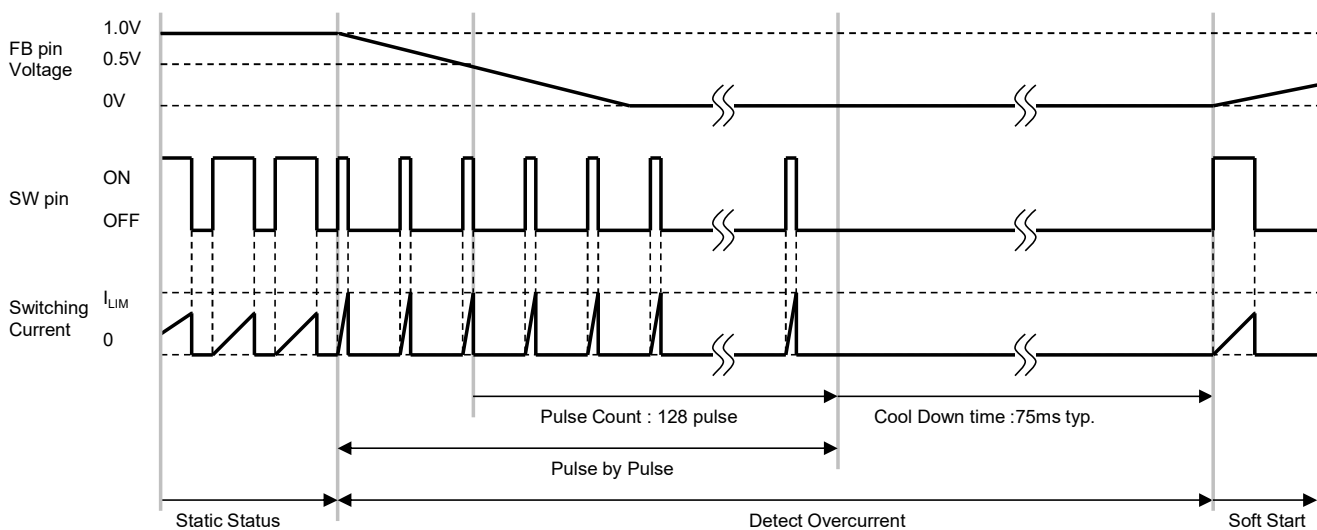 1.0V
FB pin
Voltage
0.5V
0V
SW pin
ON
OFF
Switching
Current
ILIM
0
Pulse Count : 128 pulse
Cool Down time :75ms typ.
Pulse by Pulse
Static Status
Detect Overcurrent
Soft Start